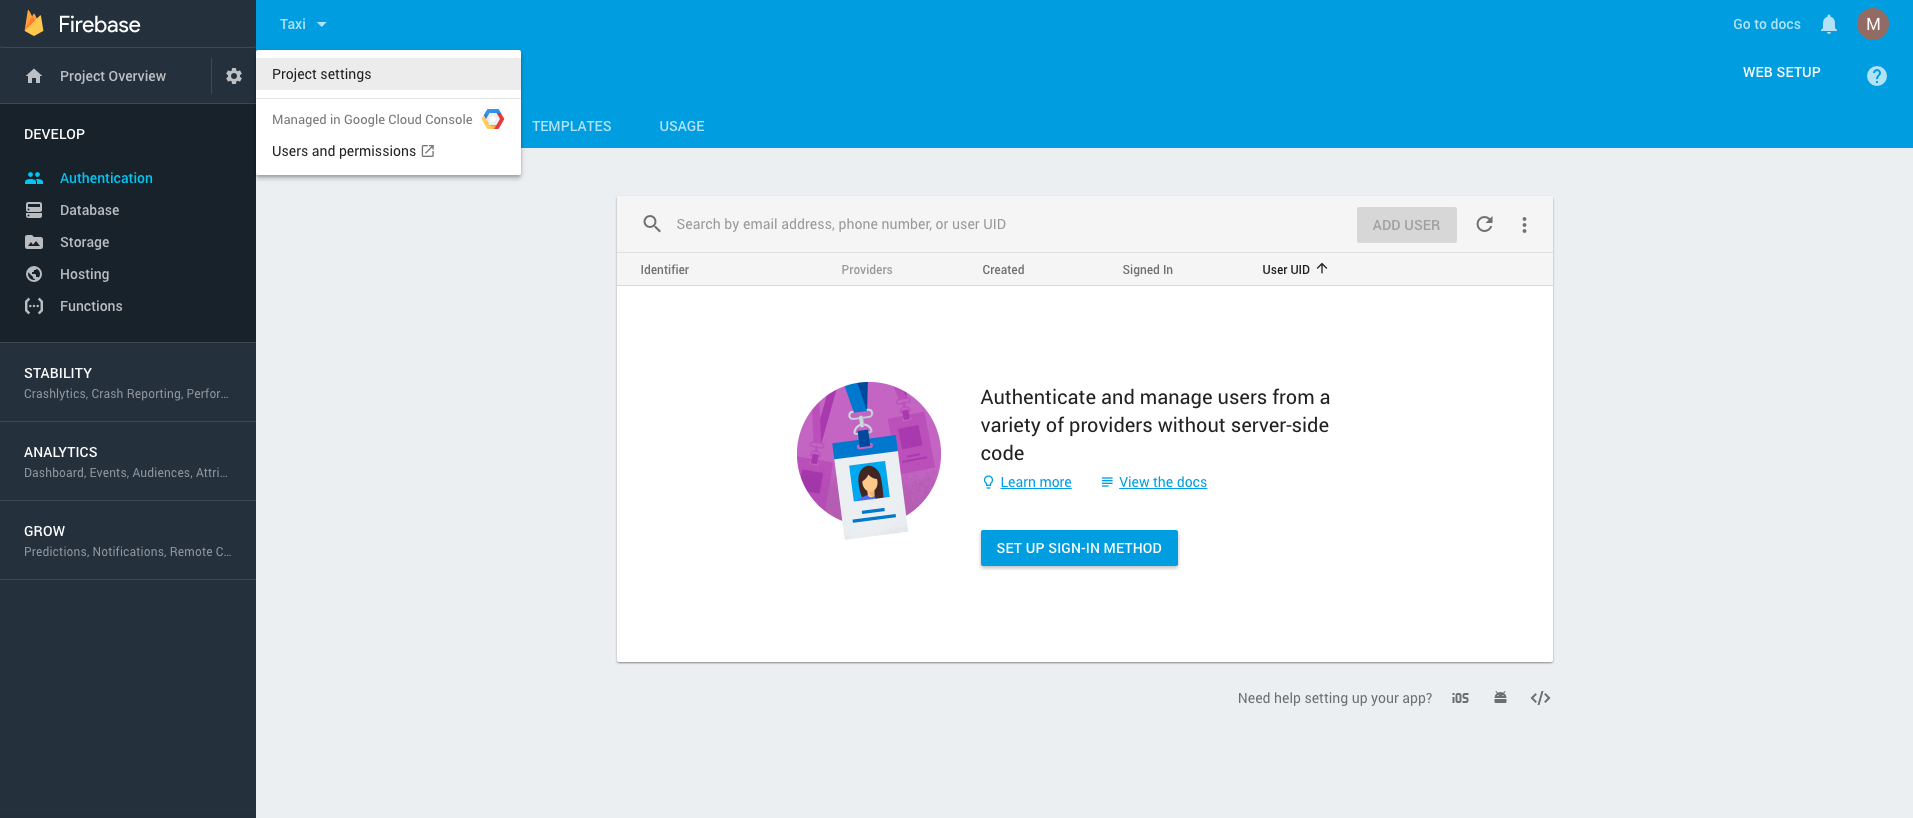 Firebase
Taxi
Go to docs
M
Project Overview
Project settings
WEB SETUP
?
Managed in Google Cloud Console
Users and permissions
TEMPLATES
USAGE
DEVELOP
Authentication
Database
Storage
Hosting
Functions
STABILITY
Crashlytics, Crash Reporting, Perfor...
ANALYTICS
Dashboard, Events, Audiences, Attri...
GROW
Predictions, Notifications, Remote C...
Search by email address, phone number, or user UID
ADD USER
Identifier
Providers
Created
Signed In
User UID
Authenticate and manage users from a
variety of providers without server-side
code
Learn more
View the docs
SET UP SIGN-IN METHOD
Need help setting up your app?
iOS